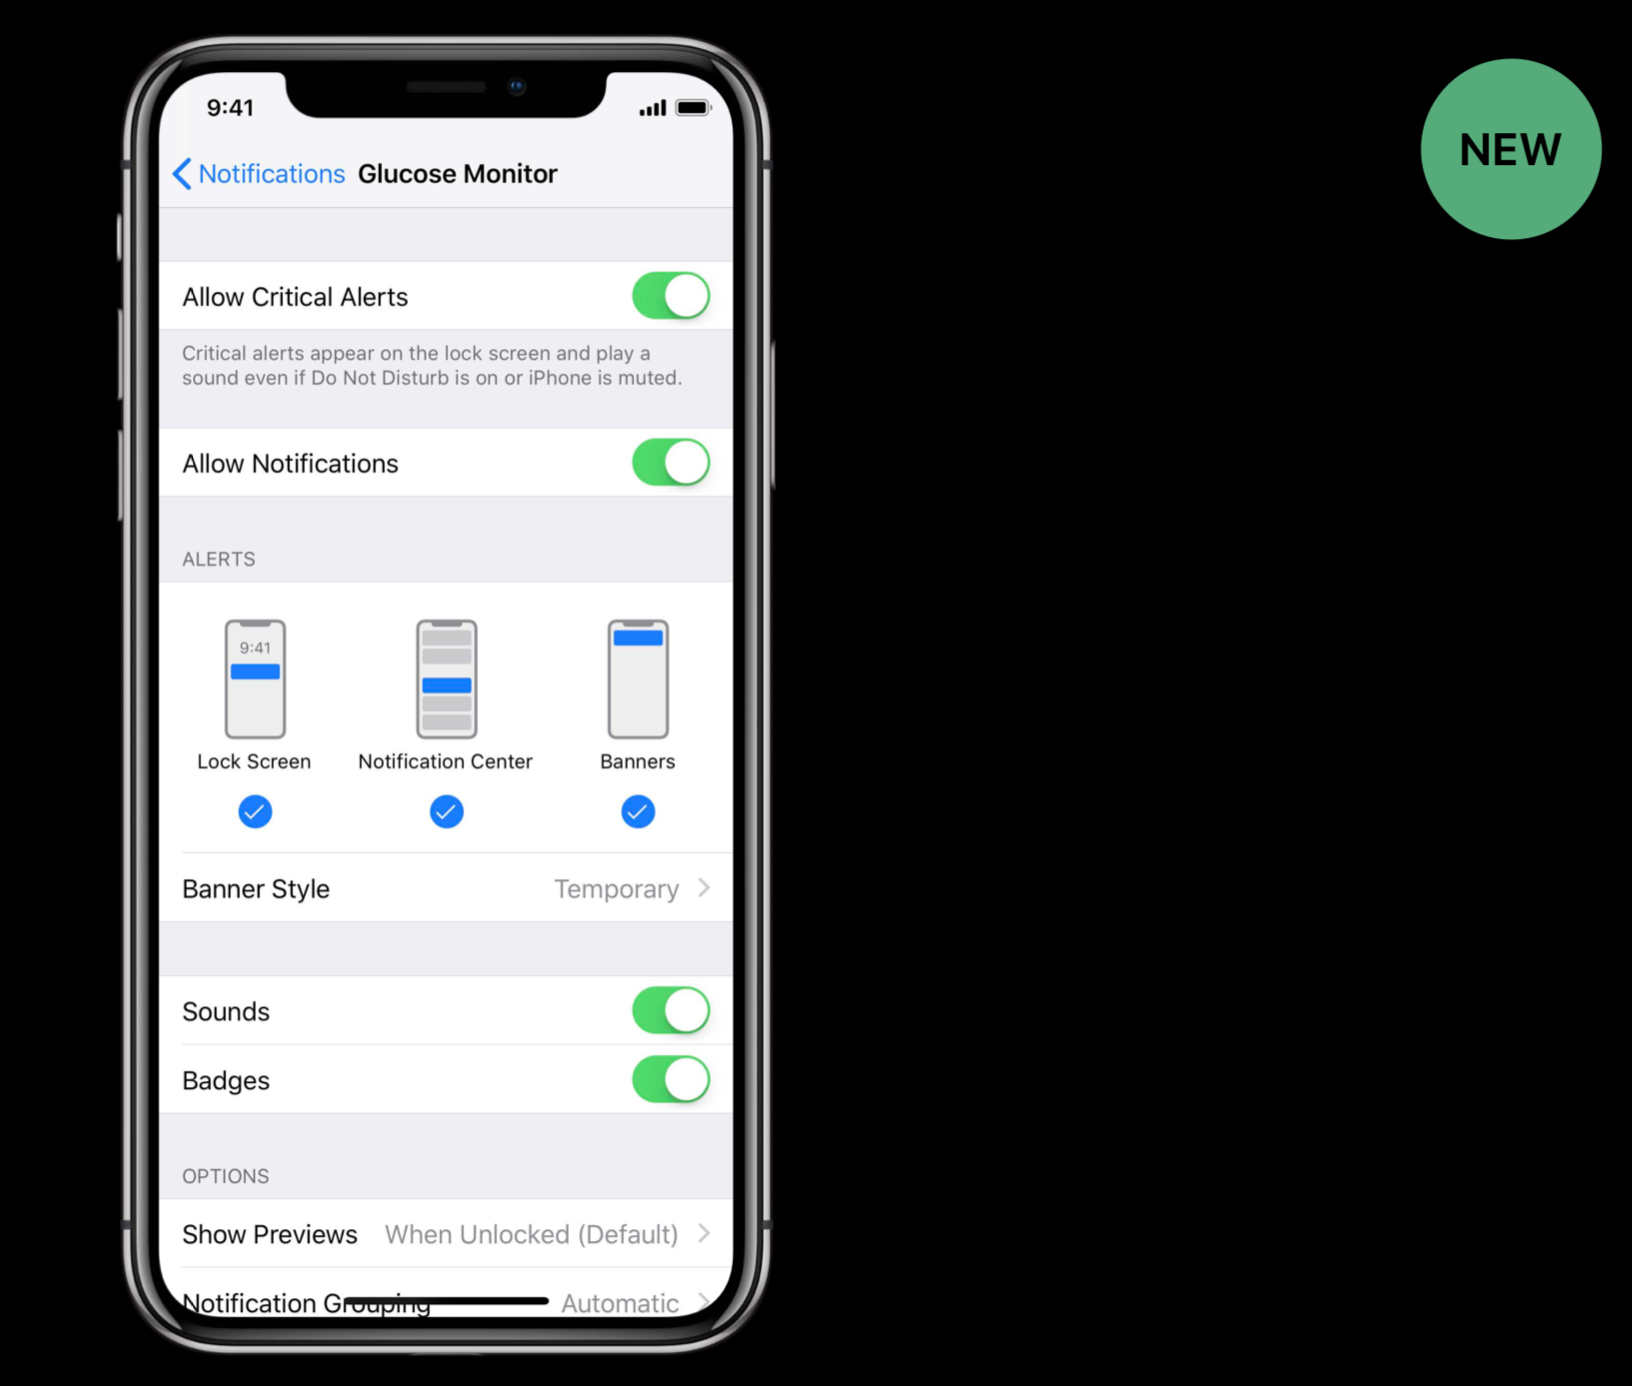 9:41
NEW
Notifications Glucose Monitor
Allow Critical Alerts
Critical alerts appear on the lock screen and play a
sound even if Do Not Disturb is on or iPhone is muted.
Allow Notifications
ALERTS
9:41
Lock Screen Notification Center Banners
Banner Style Temporary
Sounds
Badges
OPTIONS
Show Previews When Unlocked (Default)
Notification Grouping Automatic